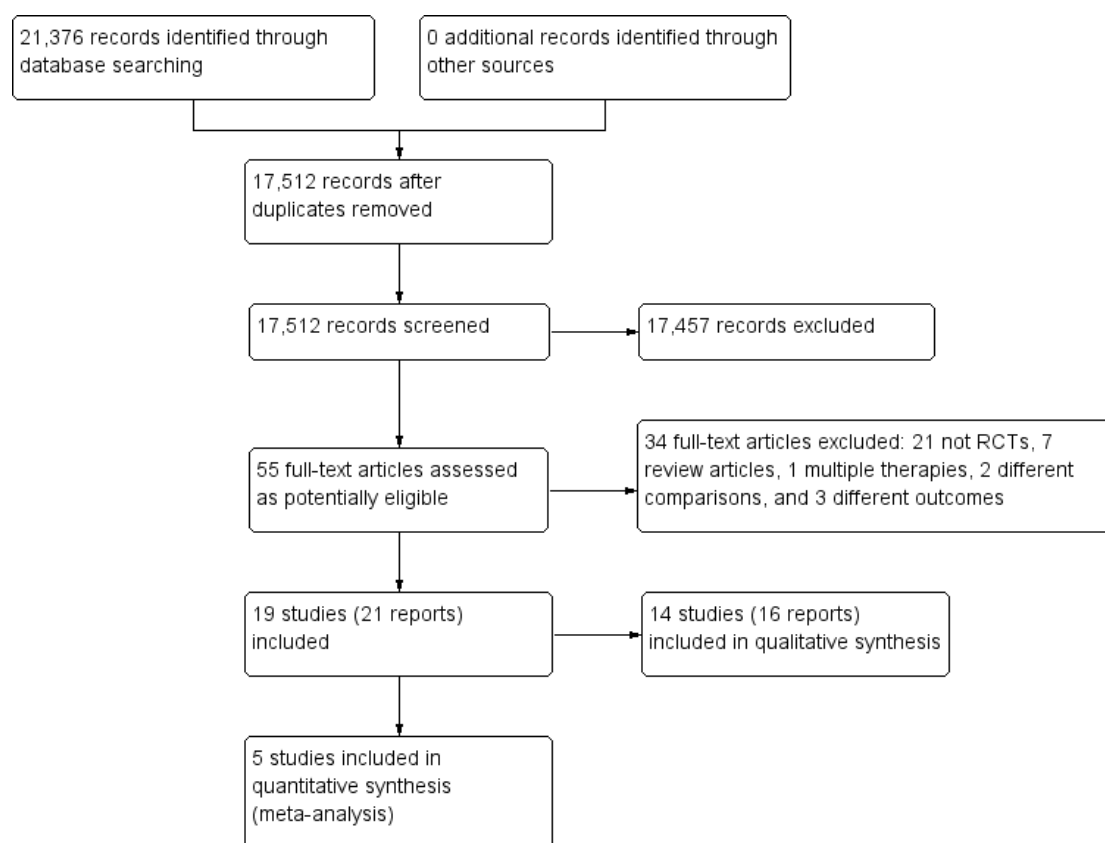 21,376 records identified through
database searching
0 additional records identified through
other sources
17,512 records after
duplicates removed
17,512 records screened
17,457 records excluded
55 full-text articles assessed
as potentially eligible
34 full-text articles excluded: 21 not RCTs, 7
review articles, 1 multiple therapies, 2 different
comparisons, and 3 different outcomes
19 studies (21 reports)
included
14 studies (16 reports)
included in qualitative synthesis
5 studies included in
quantitative synthesis
(meta-analysis)